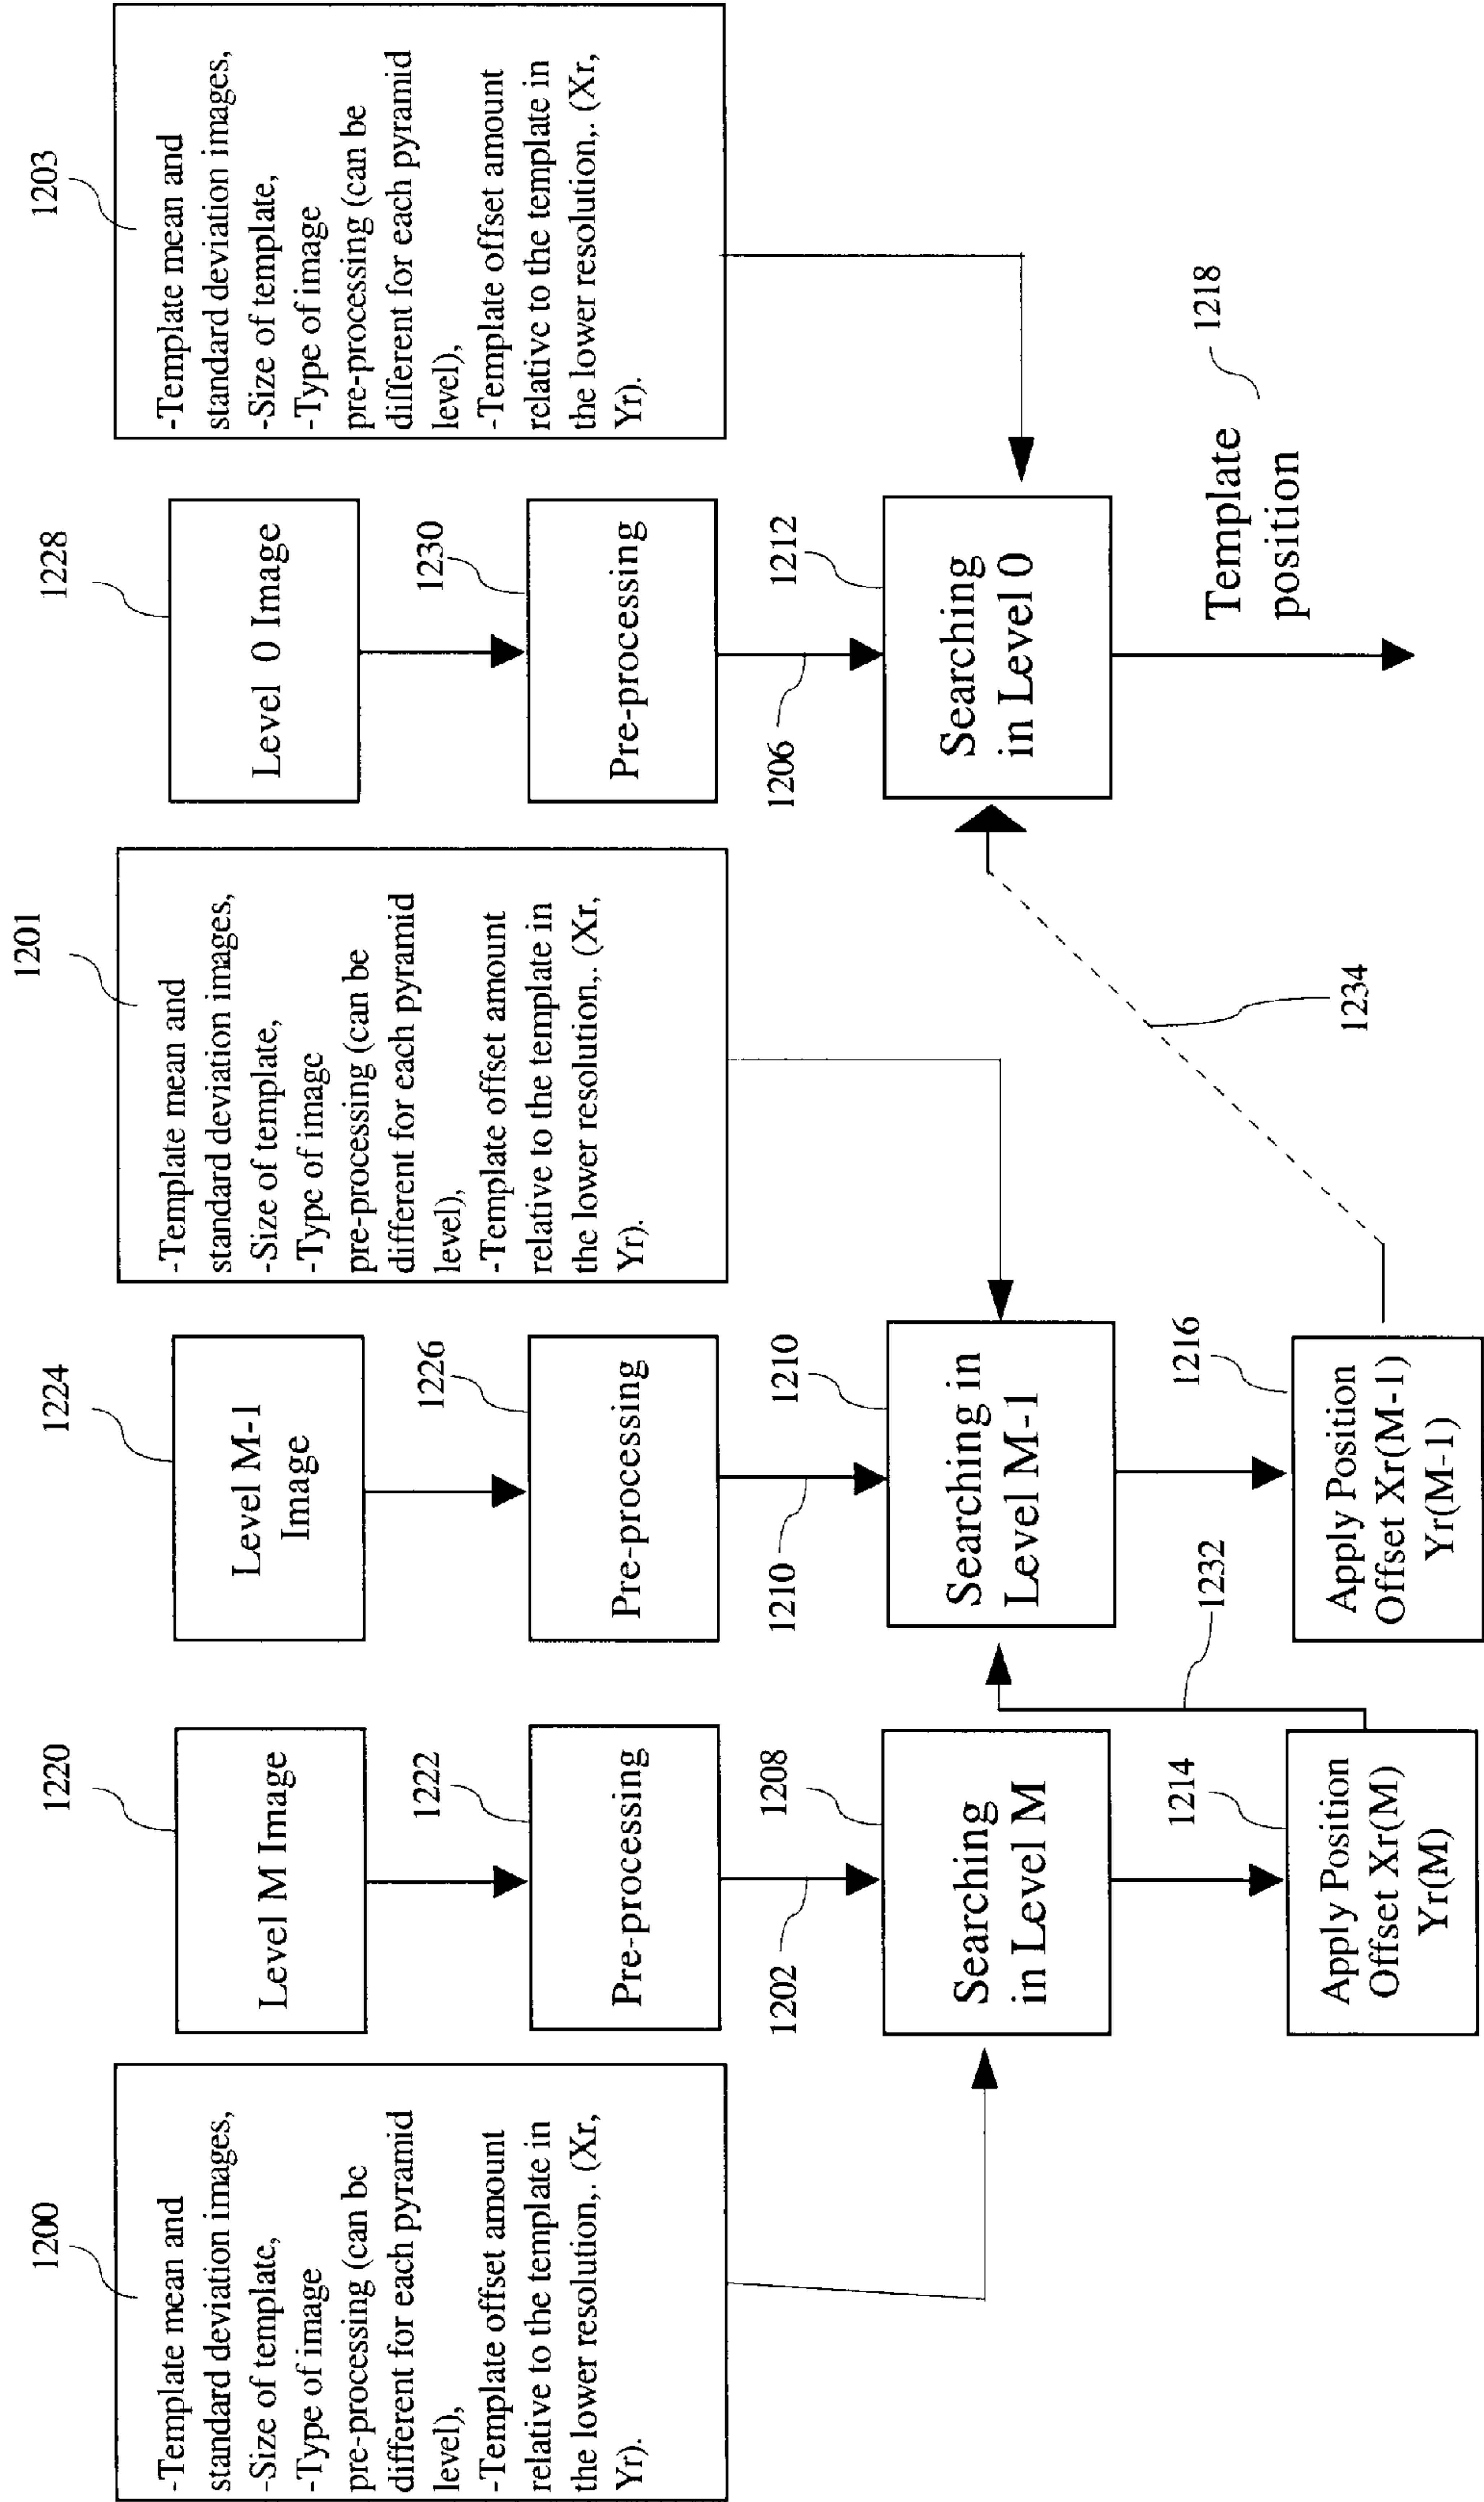 1200
-Template mean and
standard deviation images,
-Size of template,
-Type of image
pre-processing (can be
different for each pyramid
level),
-Template offset amount
relative to the template in
the lower resolution,. (Xr,
Yr).
1220
Level M Image
1222
Pre-processing
1202
1208
Searching
in Level M
1214
Apply Position
Offset Xr(M)
Yr(M)
1232
1224
Level M-1
Image
1226
Pre-processing
1210
1210
Searching in
Level M-1
1216
Apply Position
Offset Xr(M-1)
Yr(M-1)
1201
-Template mean and
standard deviation images,
-Size of template,
-Type of image
pre-processing (can be
different for each pyramid
level),
-Template offset amount
relative to the template in
the lower resolution,. (Xr,
Yr).
1234
1228
Level 0 Image
1230
Pre-processing
1206
1212
Searching
in Level 0
Template
position
1218
1203
-Template mean and
standard deviation images,
-Size of template,
-Type of image
pre-processing (can be
different for each pyramid
level),
-Template offset amount
relative to the template in
the lower resolution,. (Xr,
Yr).